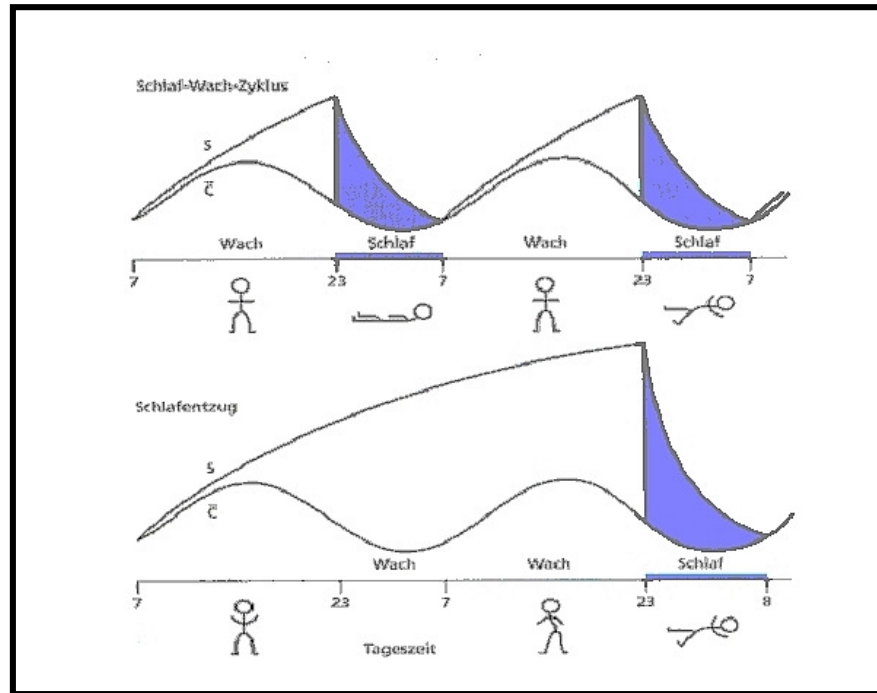 Schlaf-Wach-Zyklus
S
C̅
Wach Schlaf Wach Schlaf
7 23 7 23 7
Schlafentzug
S
C̅
Wach Wach Schlaf
7 23 7 23 8
Tageszeit